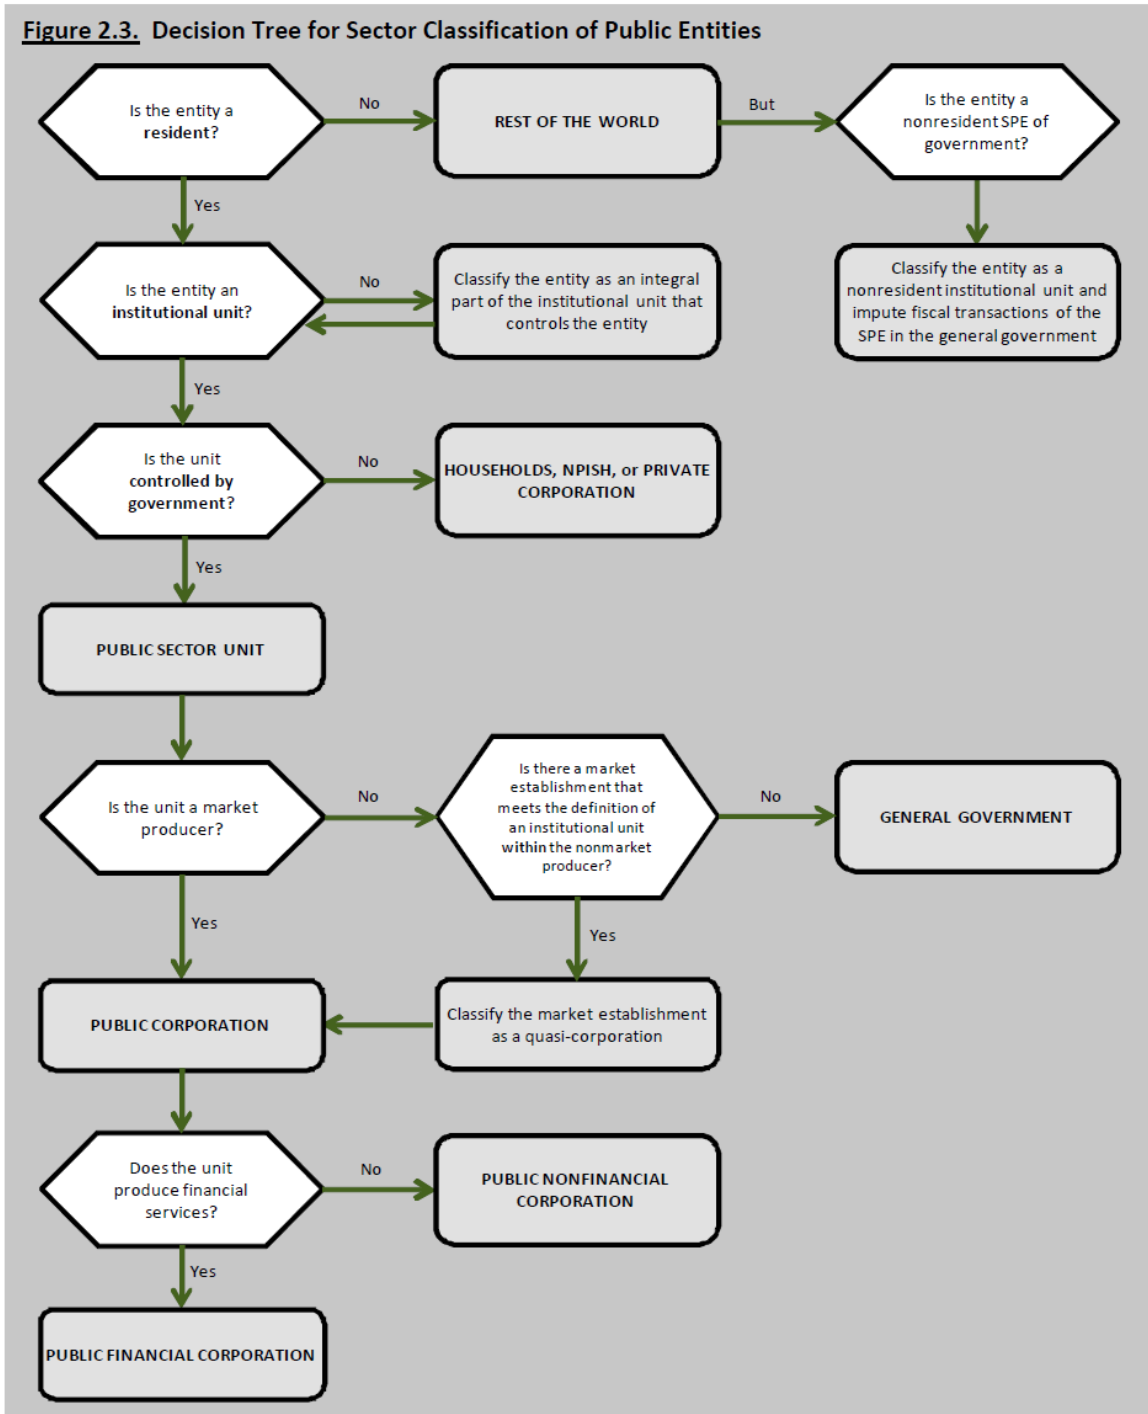 Figure 2.3. Decision Tree for Sector Classification of Public Entities
Is the entity a
resident?
No
REST OF THE WORLD
But
Is the entity a
nonresident SPE of
government?
Yes
Is the entity an
institutional unit?
No
Classify the entity as an integral
part of the institutional unit that
controls the entity
Classify the entity as a
nonresident institutional unit and
impute fiscal transactions of the
SPE in the general government
Yes
Is the unit
controlled by
government?
No
HOUSEHOLDS, NPISH, or PRIVATE
CORPORATION
Yes
PUBLIC SECTOR UNIT
Is the unit a market
producer?
No
Is there a market
establishment that
meets the definition of
an institutional unit
within the nonmarket
producer?
No
GENERAL GOVERNMENT
Yes
Yes
PUBLIC CORPORATION
Classify the market establishment
as a quasi-corporation
Does the unit
produce financial
services?
No
PUBLIC NONFINANCIAL
CORPORATION
Yes
PUBLIC FINANCIAL CORPORATION